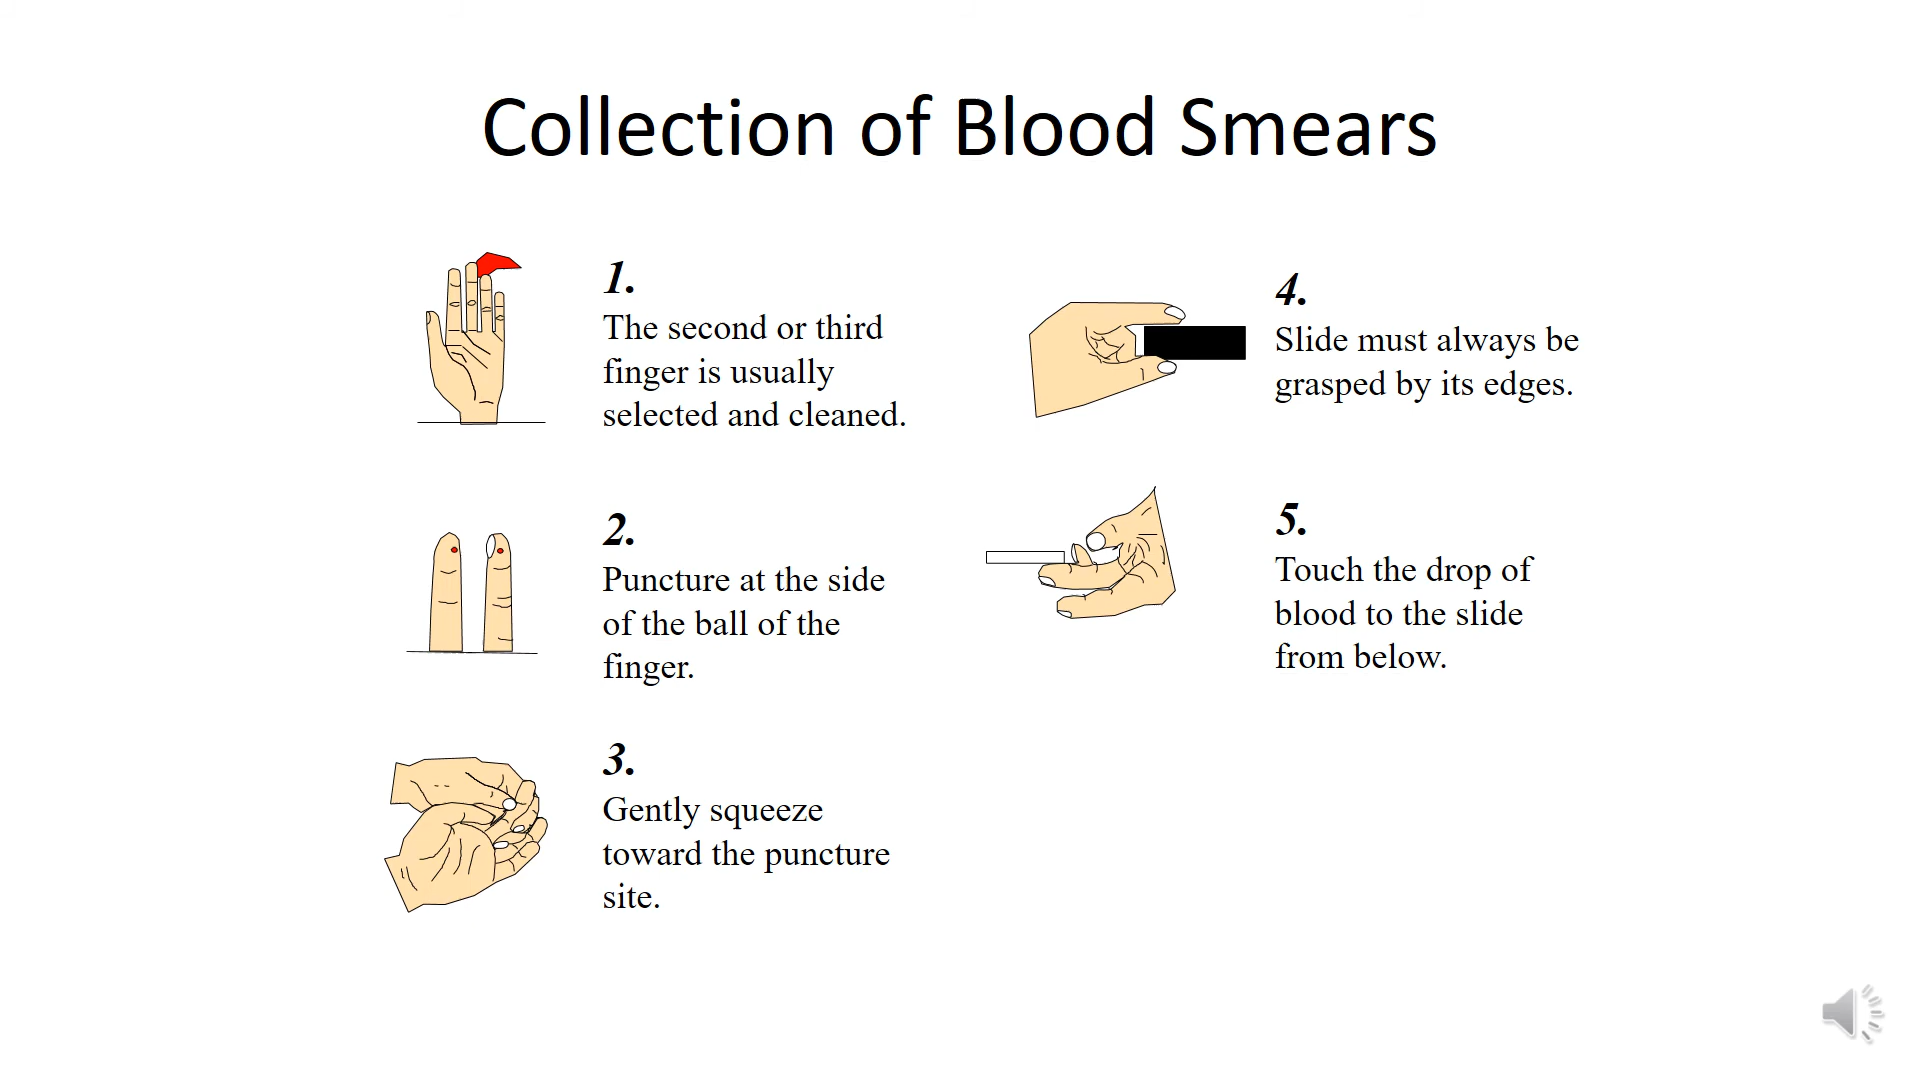 Collection of Blood Smears
1.
The second or third
finger is usually
selected and cleaned.
2.
Puncture at the side
of the ball of the
finger.
3.
Gently squeeze
toward the puncture
site.
4.
Slide must always be
grasped by its edges.
5.
Touch the drop of
blood to the slide
from below.